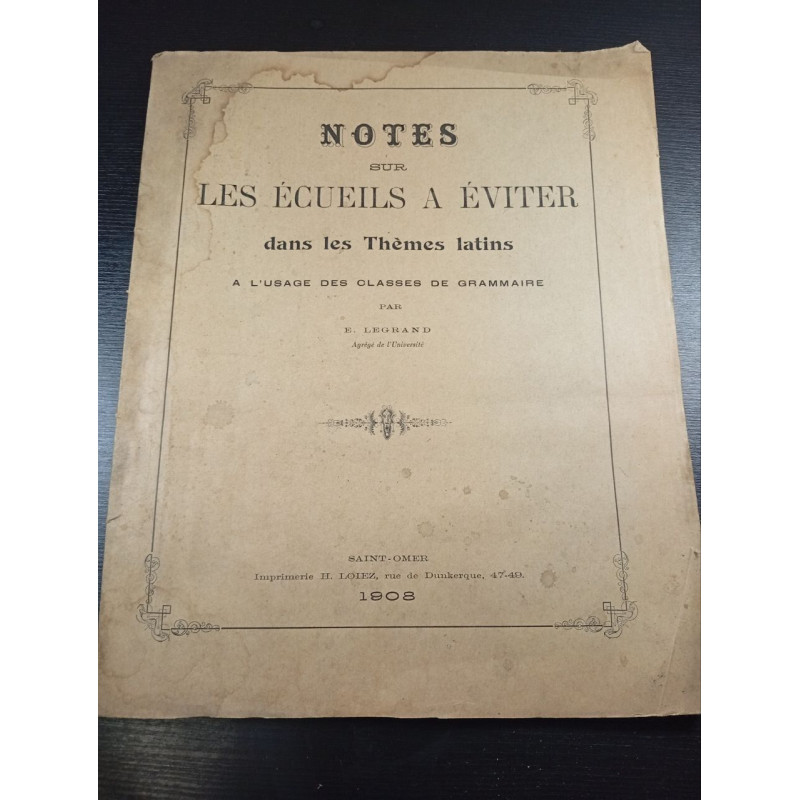 NOTES
SUR
LES ÉCUEILS A ÉVITER
dans les Thèmes latins
A L'USAGE DES CLASSES DE GRAMMAIRE
PAR
E. LEGRAND
Agrégé de l'Université
SAINT-OMER
Imprimerie H. LOIEZ, rue de Dunkerque, 47-49.
1908